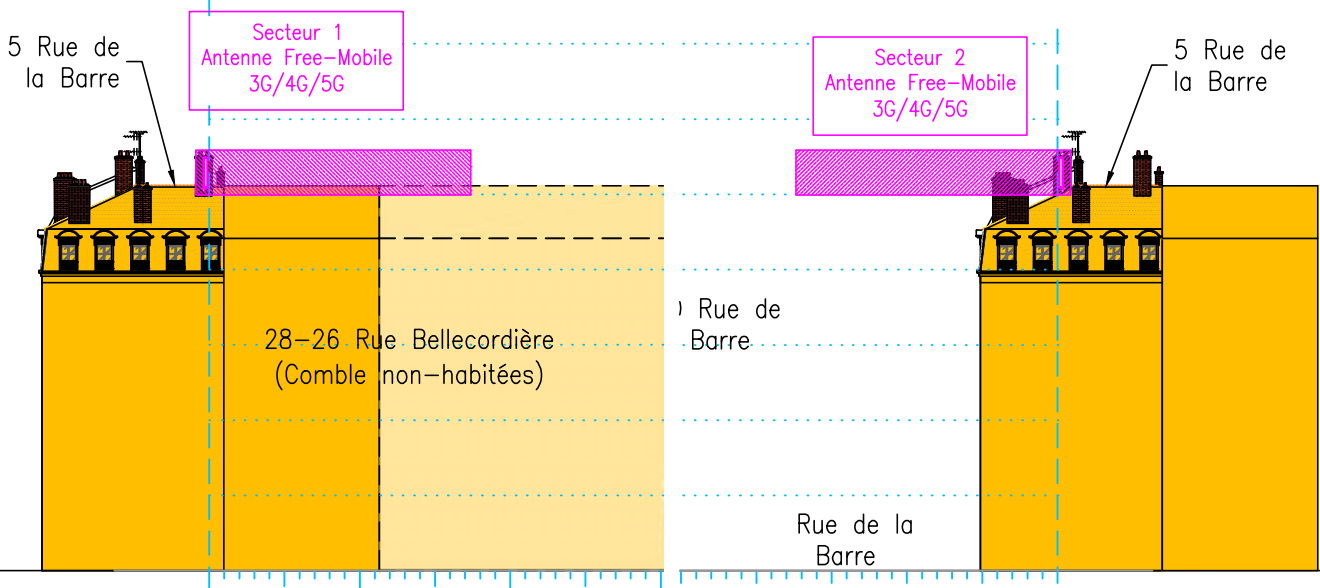 5 Rue de
la Barre
Secteur 1
Antenne Free-Mobile
3G/4G/5G
28-26 Rue Bellecordière
(Comble non-habitées)
Secteur 2
Antenne Free-Mobile
3G/4G/5G
5 Rue de
la Barre
Rue de
Barre
Rue de la
Barre